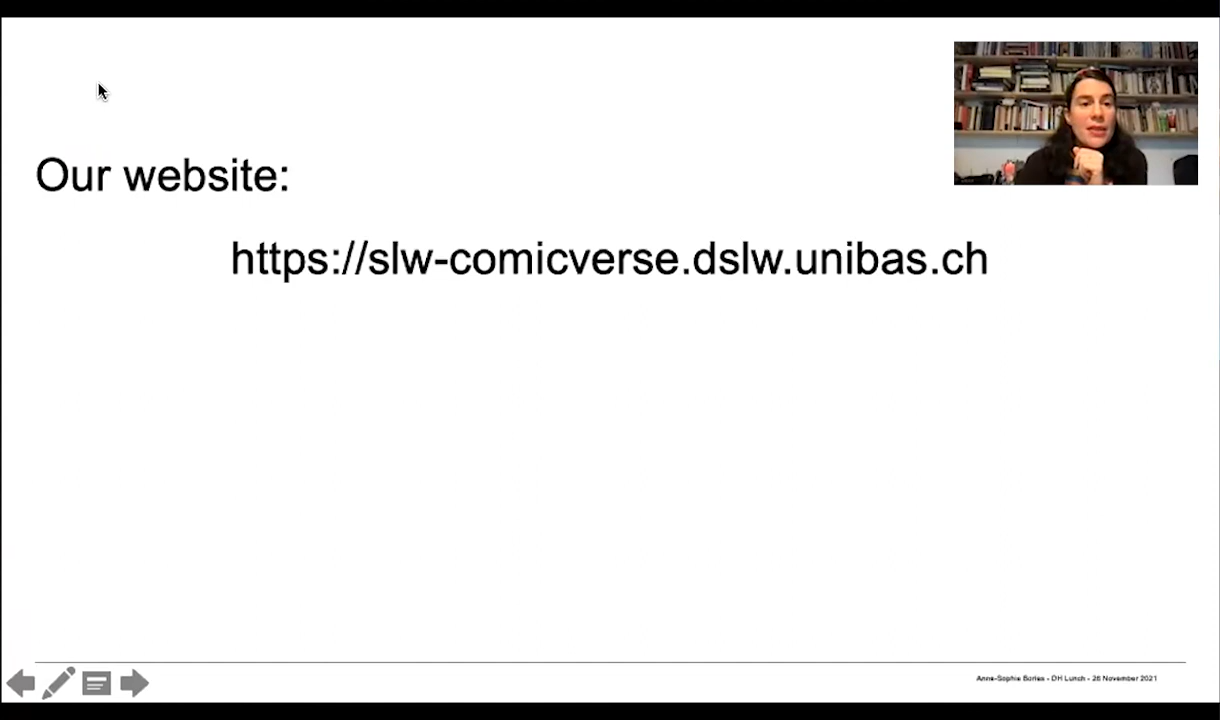 Our website:
https://slw-comicverse.dslw.unibas.ch
Anne-Sophie Bories - DH Lunch - 26 November 2021